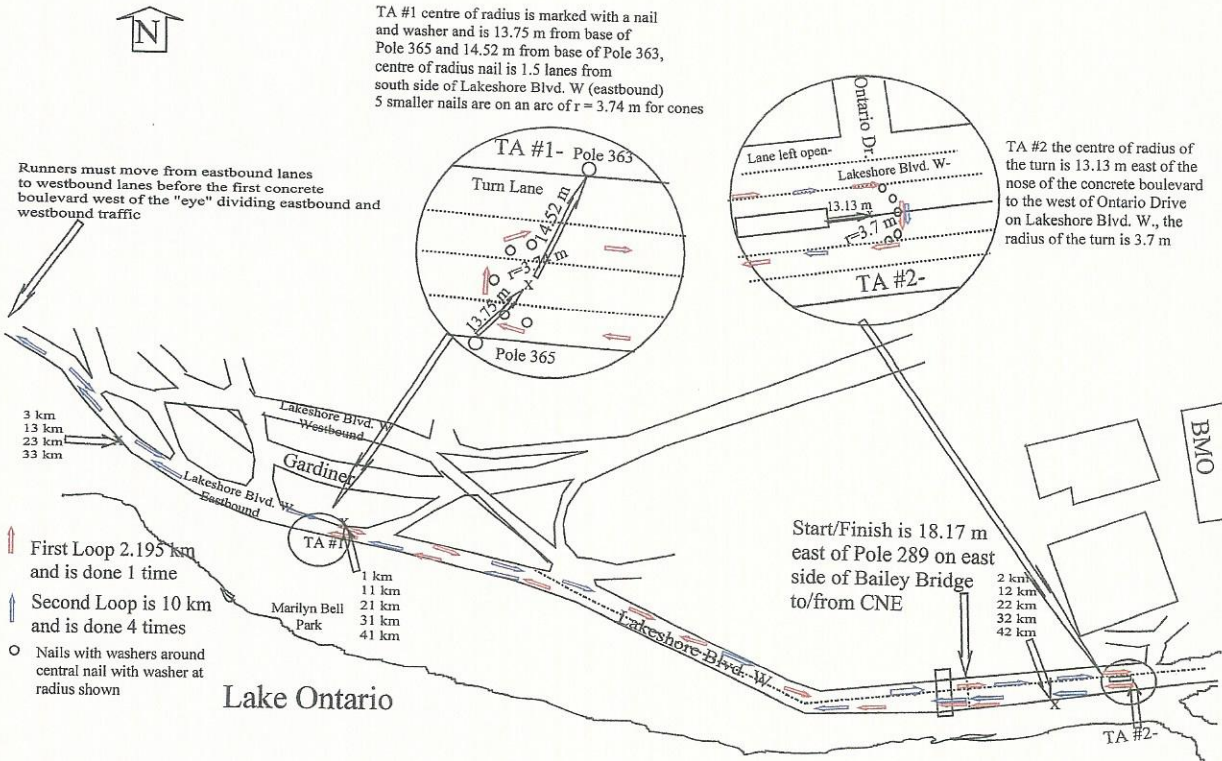 N
TA #1 centre of radius is marked with a nail
and washer and is 13.75 m from base of
Pole 365 and 14.52 m from base of Pole 363,
centre of radius nail is 1.5 lanes from
south side of Lakeshore Blvd. W (eastbound)
5 smaller nails are on an arc of r = 3.74 m for cones
Runners must move from eastbound lanes
to westbound lanes before the first concrete
boulevard west of the "eye" dividing eastbound and
westbound traffic
TA #1- Pole 363
Turn Lane
14.52 m
r=3.74 m
x
13.75 m
Pole 365
Ontario Dr.
Lane left open-
Lakeshore Blvd. W-
13.13 m
x
r=3.7 m
TA #2-
TA #2 the centre of radius of
the turn is 13.13 m east of the
nose of the concrete boulevard
to the west of Ontario Drive
on Lakeshore Blvd. W., the
radius of the turn is 3.7 m
3 km
13 km
23 km
33 km
x
Lakeshore Blvd. W
Westbound
Gardiner
Lakeshore Blvd. W
Eastbound
x
TA #1
1 km
11 km
21 km
31 km
41 km
First Loop 2.195 km
and is done 1 time
Second Loop is 10 km
and is done 4 times
Nails with washers around
central nail with washer at
radius shown
Marilyn Bell
Park
Lake Ontario
Lakeshore Blvd. W
Start/Finish is 18.17 m
east of Pole 289 on east
side of Bailey Bridge
to/from CNE
2 km
12 km
22 km
32 km
42 km
x
TA #2-
BMO